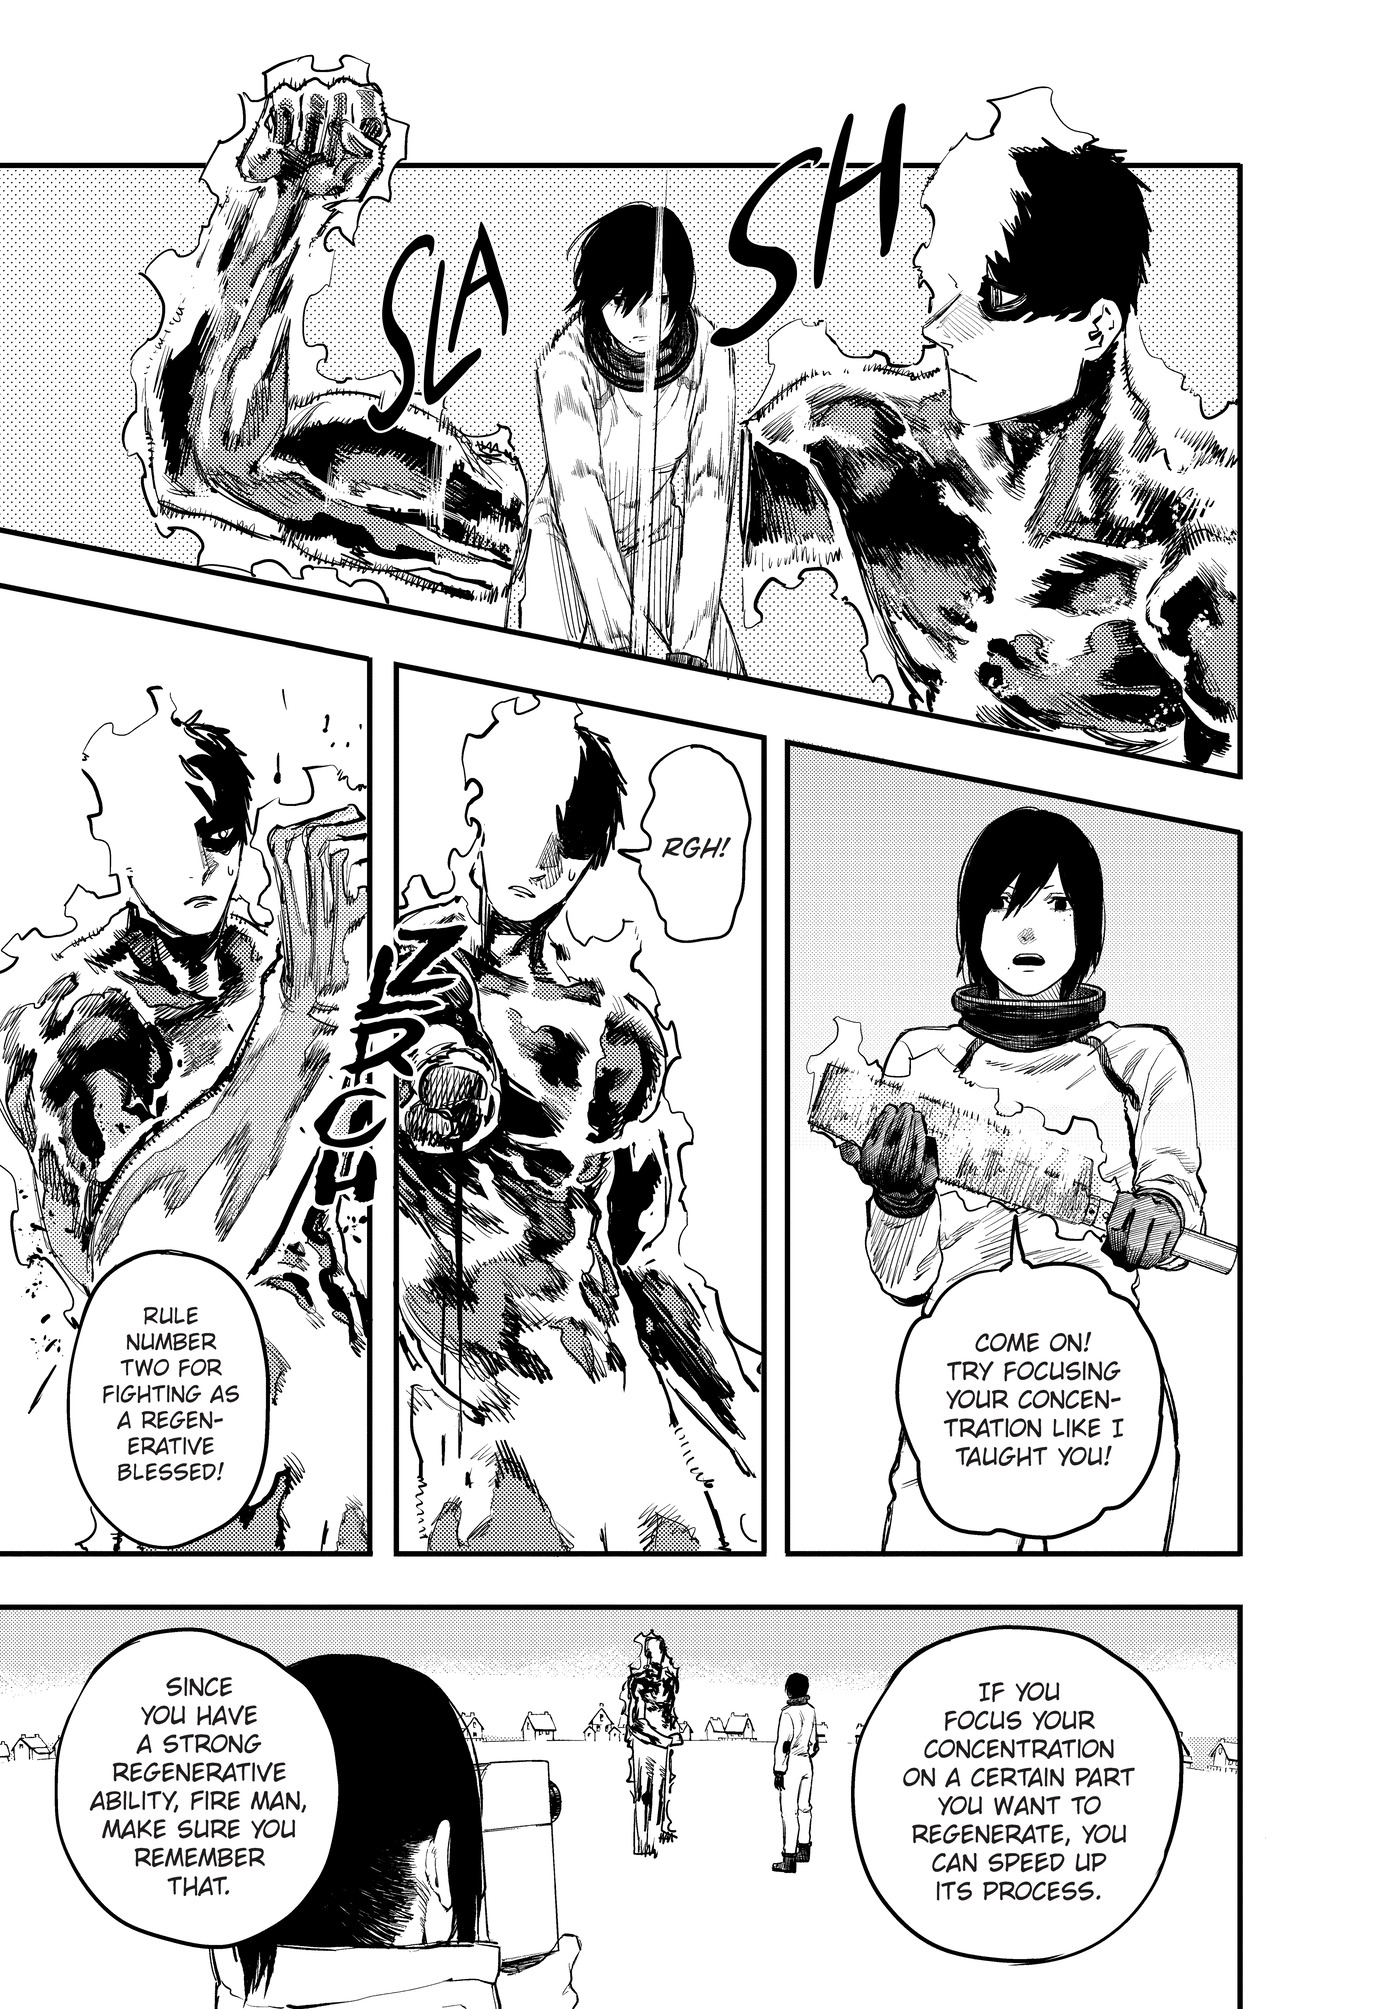 SLA
SH
COME ON!
TRY FOCUSING
YOUR CONCEN-
TRATION LIKE I
TAUGHT YOU!
RGH!
ZRCH
RULE
NUMBER
TWO FOR
FIGHTING AS
A REGEN-
ERATIVE
BLESSED!
IF YOU
FOCUS YOUR
CONCENTRATION
ON A CERTAIN PART
YOU WANT TO
REGENERATE, YOU
CAN SPEED UP
ITS PROCESS.
SINCE
YOU HAVE
A STRONG
REGENERATIVE
ABILITY, FIRE MAN,
MAKE SURE YOU
REMEMBER
THAT.